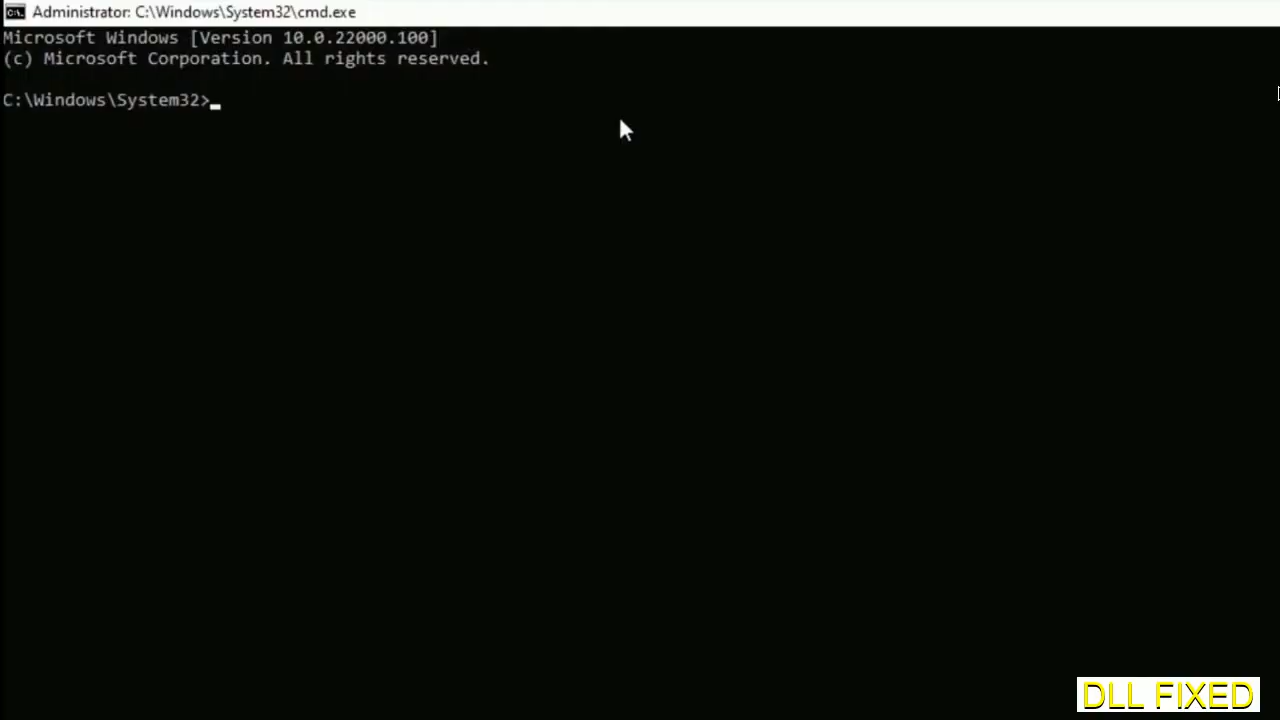 Administrator: C:\Windows\System32\cmd.exe
Microsoft Windows [Version 10.0.22000.100]
(c) Microsoft Corporation. All rights reserved.
C:\Windows\System32>
DLL FIXED